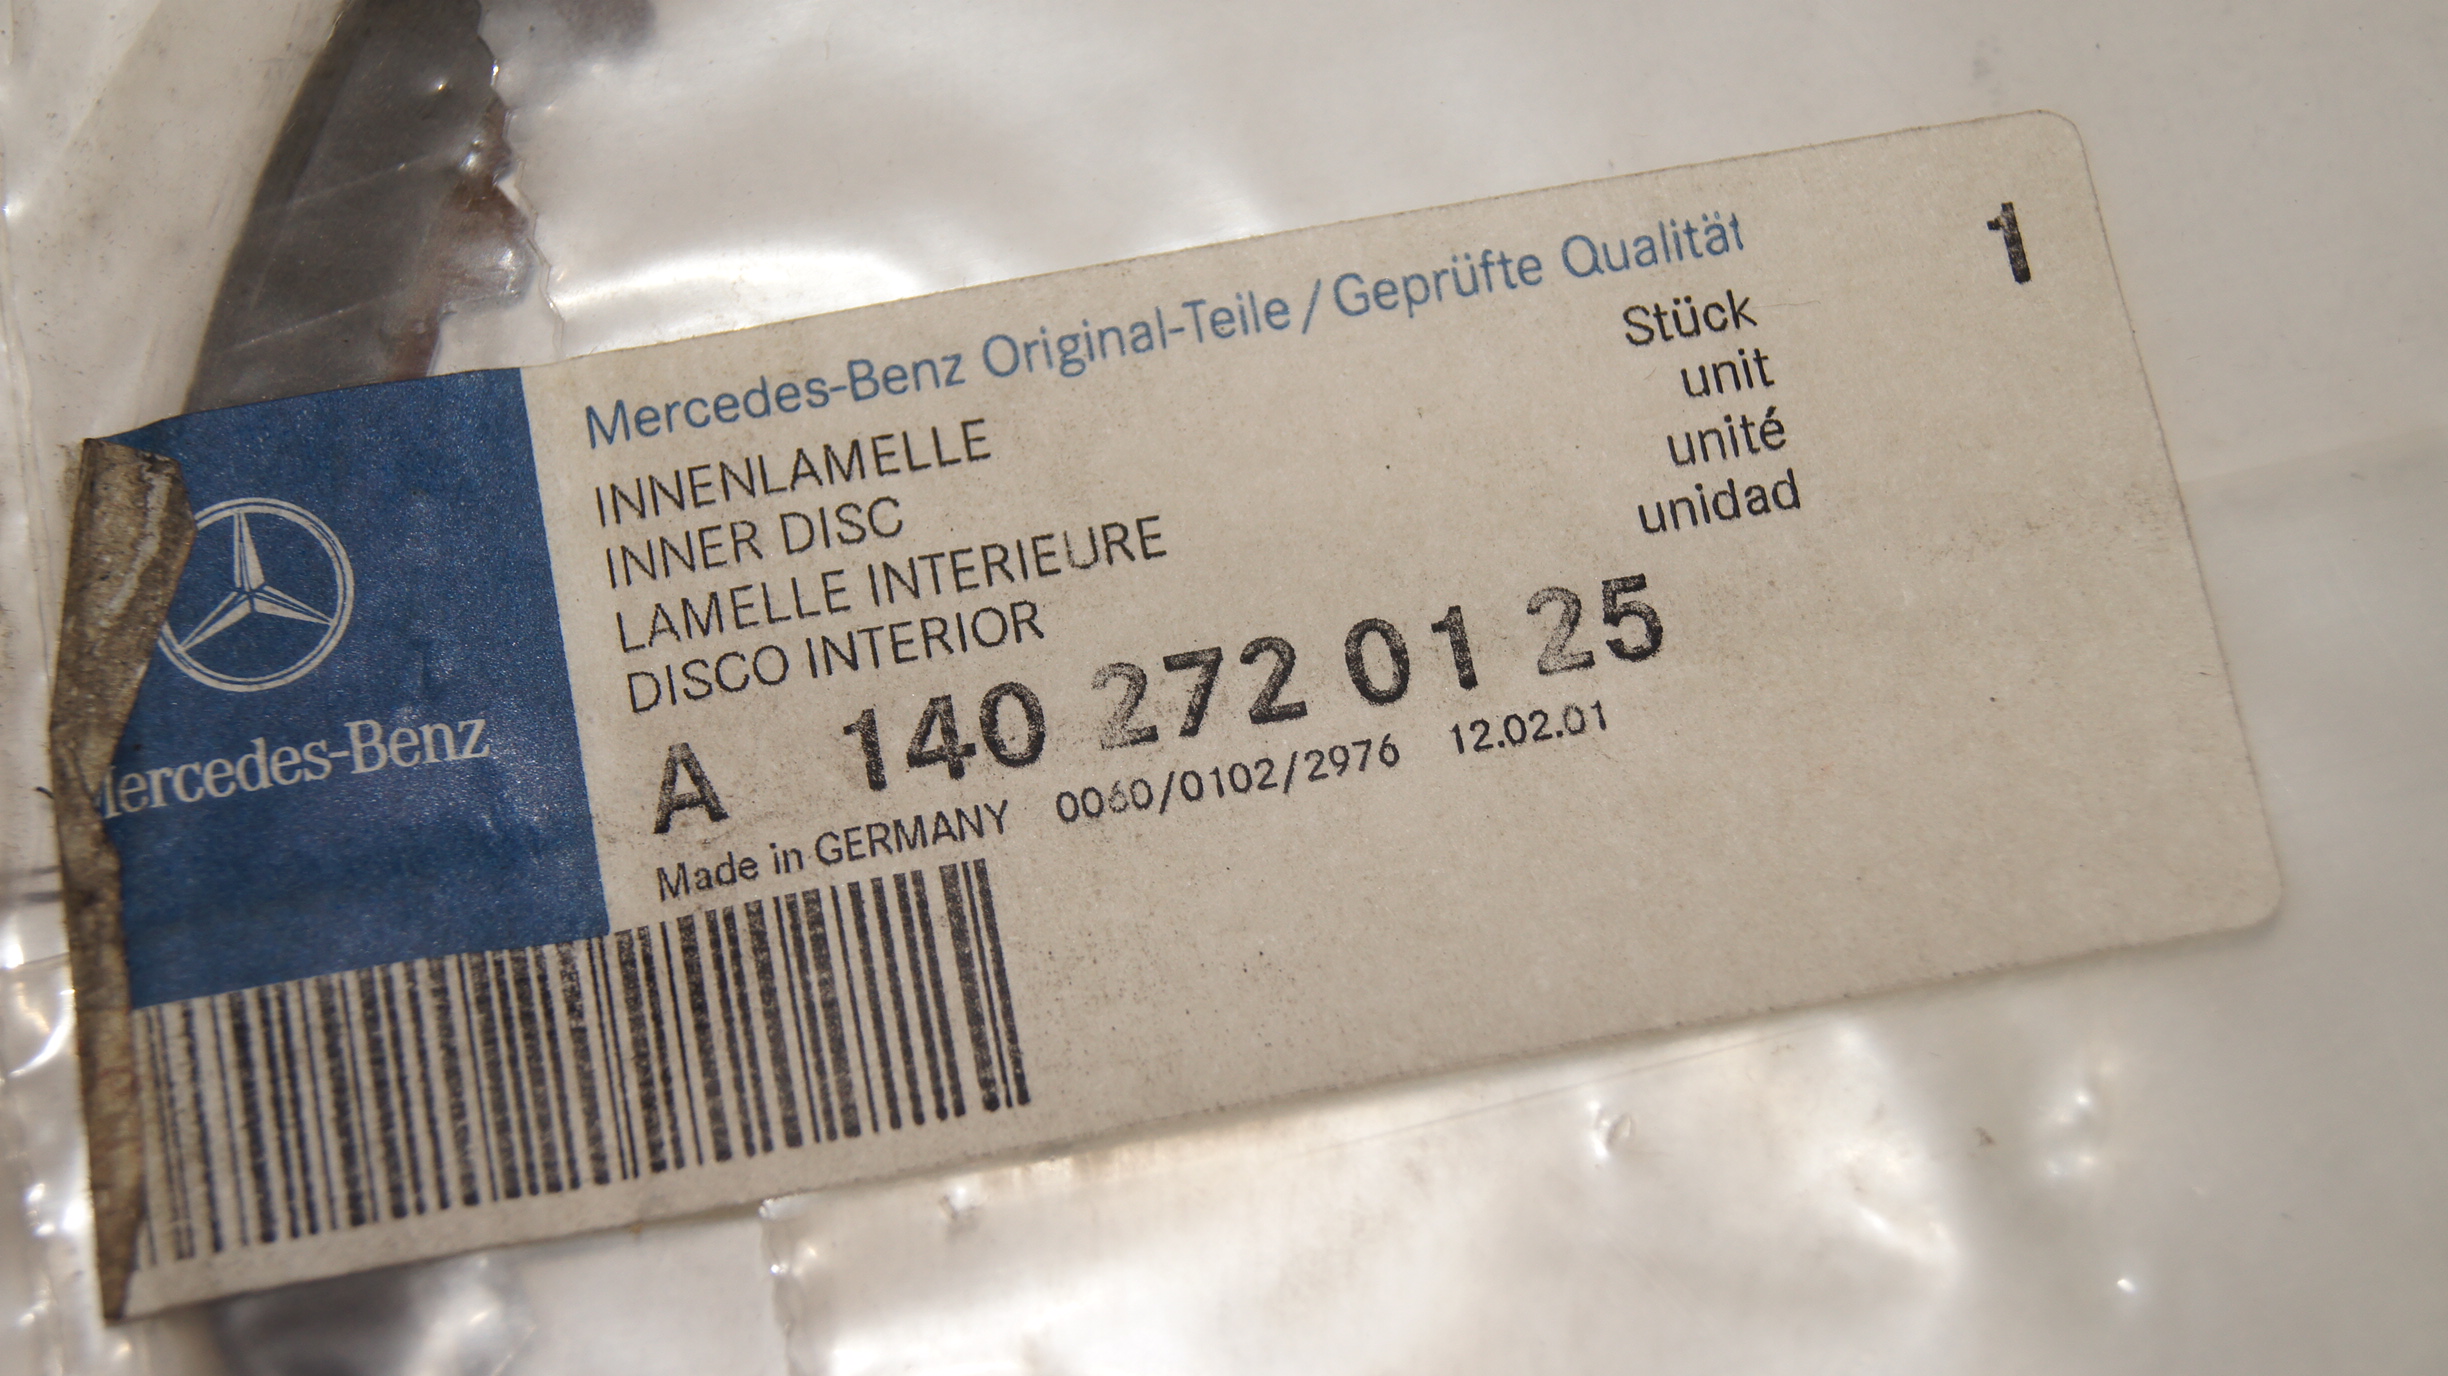 Mercedes-Benz
Mercedes-Benz Original-Teile/Geprüfte Qualität
INNENLAMELLE
INNER DISC
LAMELLE INTERIEURE
DISCO INTERIOR
Stück 1
unit
unité
unidad
A 140 272 01 25
Made in GERMANY 0060/0102/2976 12.02.01